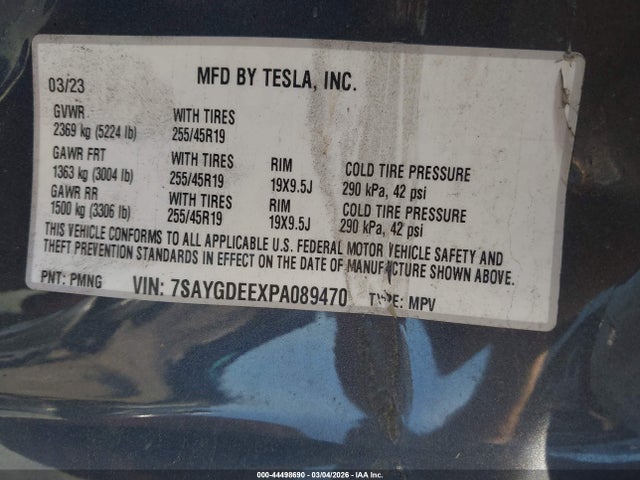 03/23 MFD BY TESLA, INC.
GVWR WITH TIRES
2369 kg (5224 lb) 255/45R19
GAWR FRT WITH TIRES RIM COLD TIRE PRESSURE
1363 kg (3004 lb) 255/45R19 19X9.5J 290 kPa, 42 psi
GAWR RR WITH TIRES RIM COLD TIRE PRESSURE
1500 kg (3306 lb) 255/45R19 19X9.5J 290 kPa, 42 psi
THIS VEHICLE CONFORMS TO ALL APPLICABLE U.S. FEDERAL MOTOR VEHICLE SAFETY AND
THEFT PREVENTION STANDARDS IN EFFECT ON THE DATE OF MANUFACTURE SHOWN ABOVE.
PNT: PMNG VIN: 7SAYGDEEXPA089470 TYPE: MPV
000-44498690 - 03/04/2026 - IAA Inc.